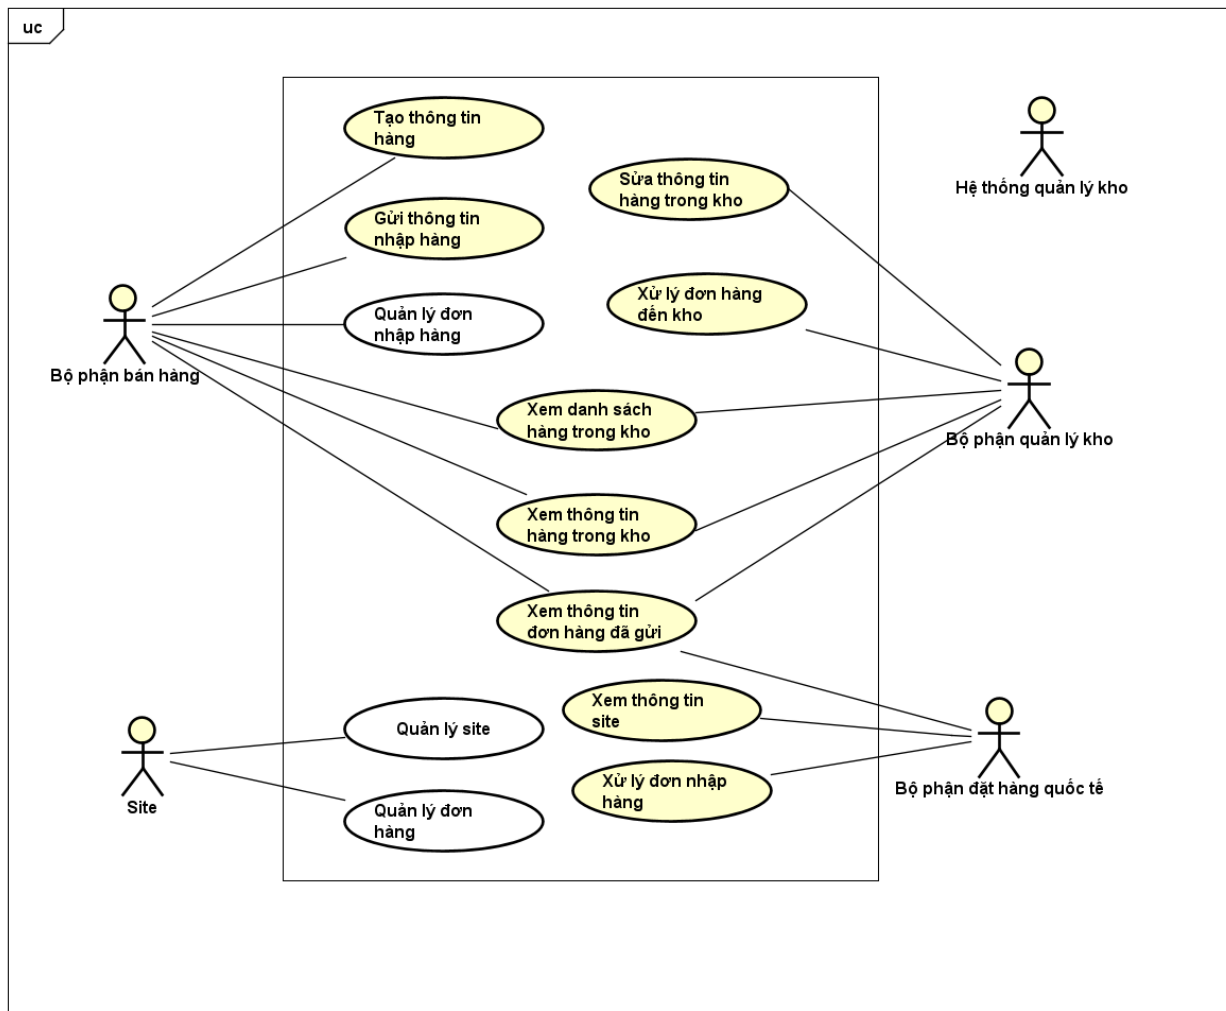 uc
Tạo thông tin
hàng
Sửa thông tin
hàng trong kho
Hệ thống quản lý kho
Gửi thông tin
nhập hàng
Xử lý đơn hàng
đến kho
Quản lý đơn
nhập hàng
Bộ phận bán hàng
Xem danh sách
hàng trong kho
Bộ phận quản lý kho
Xem thông tin
hàng trong kho
Xem thông tin
đơn hàng đã gửi
Xem thông tin
site
Quản lý site
Xử lý đơn nhập
hàng
Bộ phận đặt hàng quốc tế
Site
Quản lý đơn
hàng